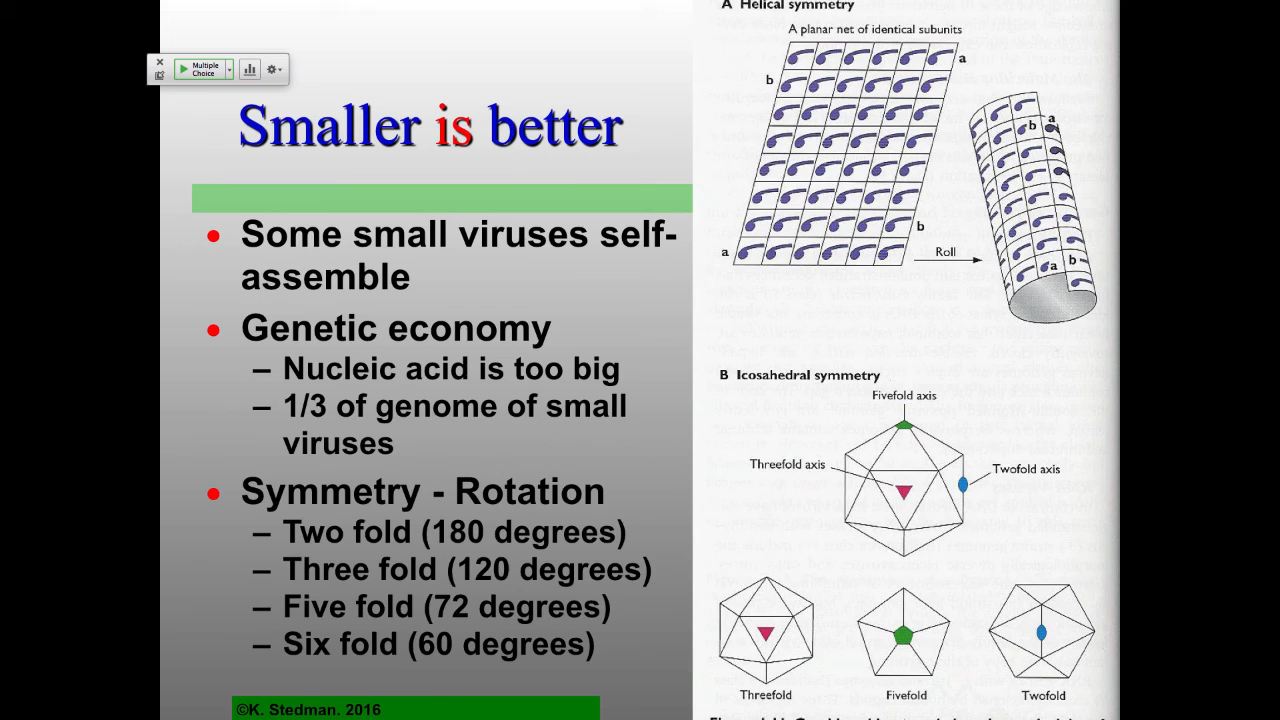 Multiple
Choice
Smaller is better
• Some small viruses self-
assemble
• Genetic economy
– Nucleic acid is too big
– 1/3 of genome of small
viruses
• Symmetry - Rotation
– Two fold (180 degrees)
– Three fold (120 degrees)
– Five fold (72 degrees)
– Six fold (60 degrees)
©K. Stedman. 2016
A Helical symmetry
A planar net of identical subunits
a
b
b
a
Roll
a
b
a
b
B Icosahedral symmetry
Fivefold axis
Threefold axis
Twofold axis
Threefold
Fivefold
Twofold